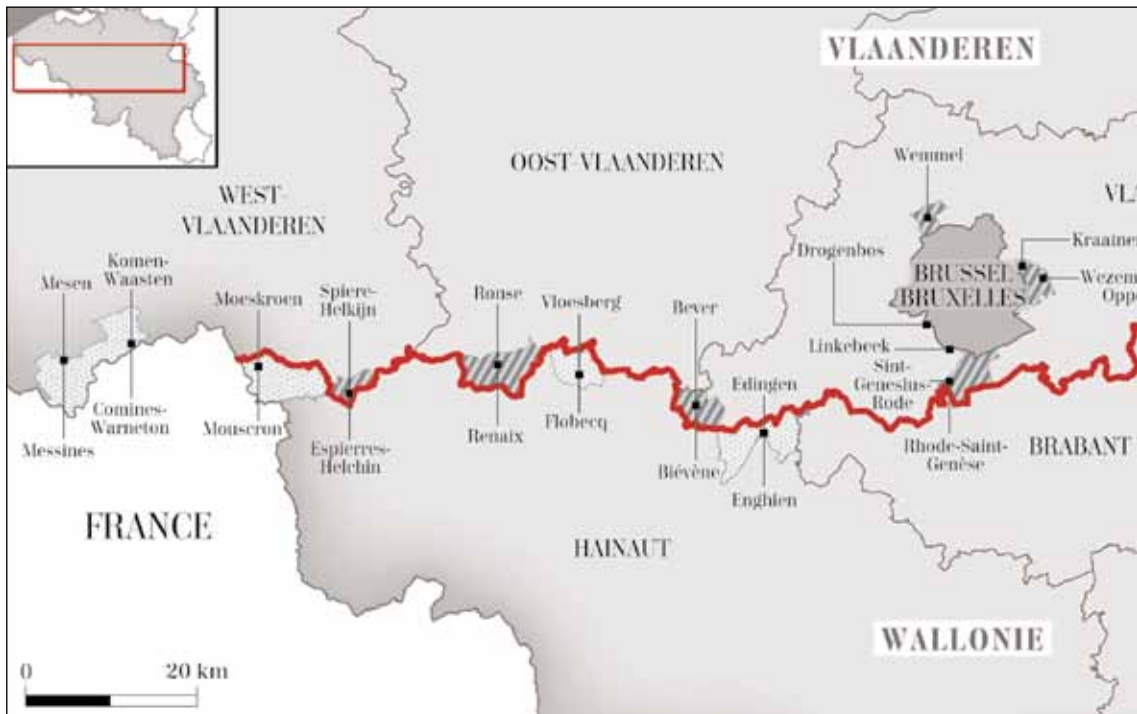 VLAANDEREN
OOST-VLAANDEREN
Wemmel
WEST-
VLAANDEREN
VLA
Drogenbos
Kraaine
Komen-
Waasten
Mesen
Moeskroen
Spiere-
Helkijn
Ronse
Vloesberg
Bever
BRUSSEL
BRUXELLES
Wezem
Oppe
Linkebeek
Sint-
Genesius-
Rode
Edingen
Comines-
Warneton
Messines
Mouscron
Espierres-
Helchin
Renaix
Flobecq
Biévène
Enghien
Rhode-Saint-
Genèse
BRABANT
FRANCE
HAINAUT
WALLONIE
0
20 km